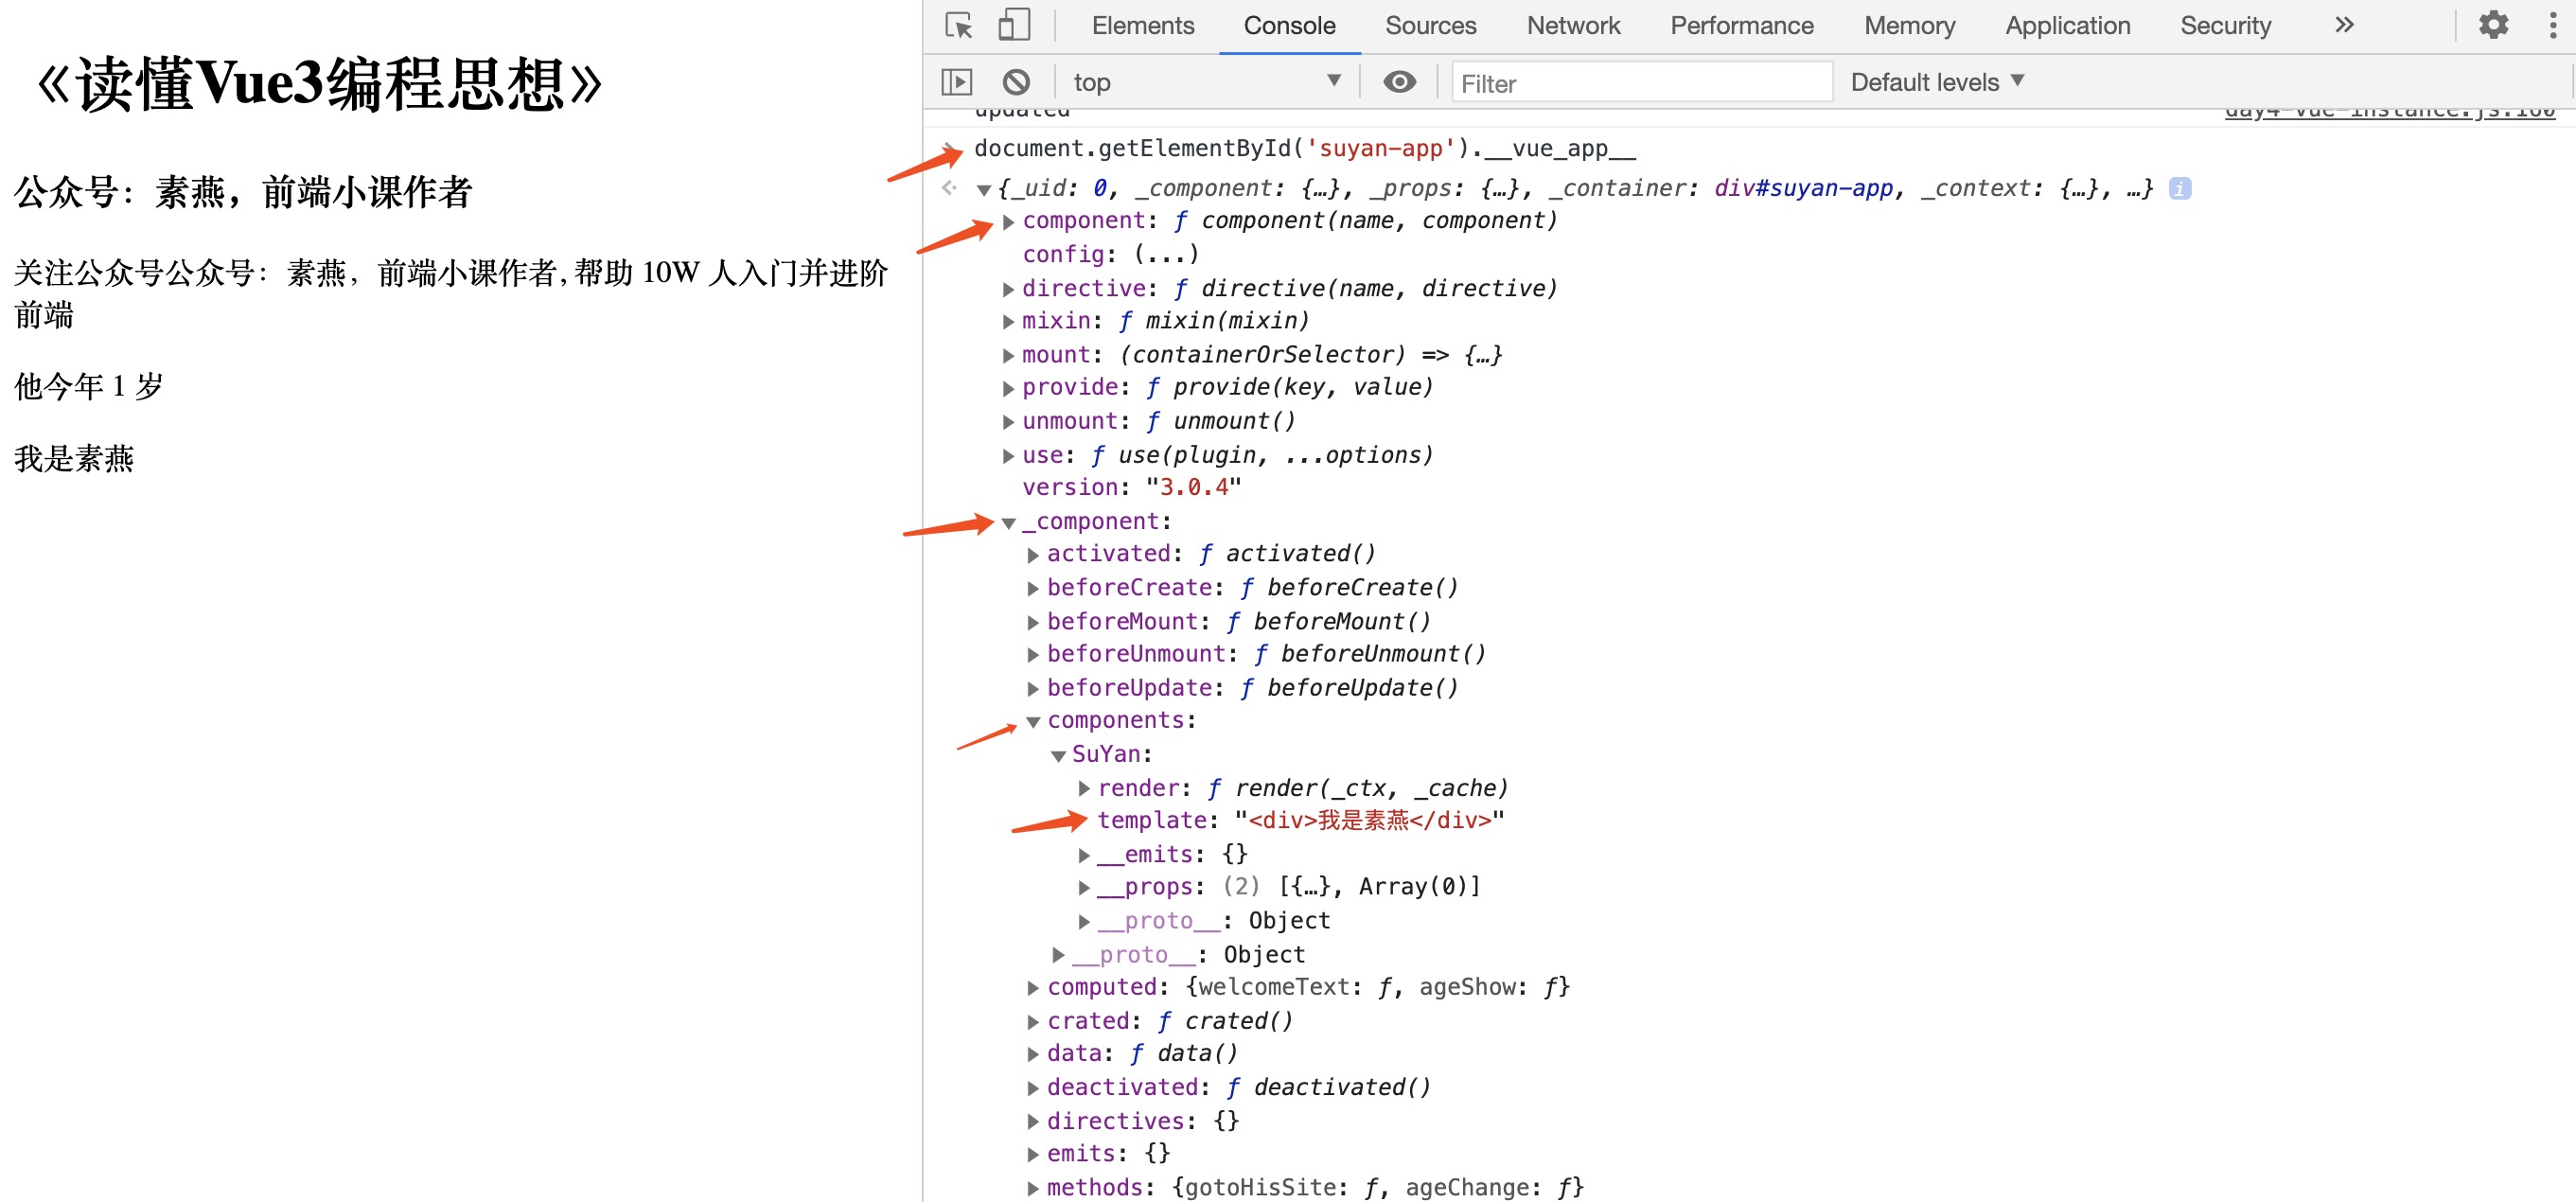 《读懂Vue3编程思想》
公众号：素燕，前端小课作者
关注公众号公众号：素燕，前端小课作者, 帮助 10W 人入门并进阶
前端
他今年 1 岁
我是素燕
Elements Console Sources Network Performance Memory Application Security
top Filter Default levels
updated day4-vue-instance.js:160
document.getElementById('suyan-app').__vue_app__
{_uid: 0, _component: {…}, _props: {…}, _container: div#suyan-app, _context: {…}, …} i
component: ƒ component(name, component)
config: (...)
directive: ƒ directive(name, directive)
mixin: ƒ mixin(mixin)
mount: (containerOrSelector) => {…}
provide: ƒ provide(key, value)
unmount: ƒ unmount()
use: ƒ use(plugin, ...options)
version: "3.0.4"
_component:
activated: ƒ activated()
beforeCreate: ƒ beforeCreate()
beforeMount: ƒ beforeMount()
beforeUnmount: ƒ beforeUnmount()
beforeUpdate: ƒ beforeUpdate()
components:
SuYan:
render: ƒ render(_ctx, _cache)
template: "<div>我是素燕</div>"
__emits: {}
__props: (2) [{…}, Array(0)]
__proto__: Object
__proto__: Object
computed: {welcomeText: ƒ, ageShow: ƒ}
crated: ƒ crated()
data: ƒ data()
deactivated: ƒ deactivated()
directives: {}
emits: {}
methods: {gotoHisSite: ƒ, ageChange: ƒ}